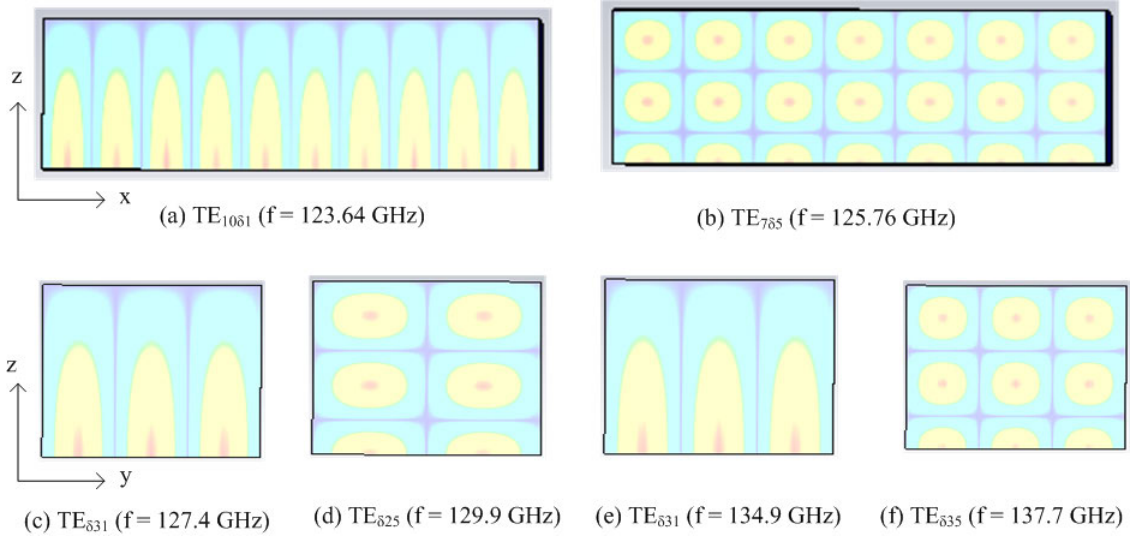 z
x
(a) TE10δ1 (f = 123.64 GHz)
(b) TE7δ5 (f = 125.76 GHz)
z
y
(c) TEδ31 (f = 127.4 GHz)
(d) TEδ25 (f = 129.9 GHz)
(e) TEδ31 (f = 134.9 GHz)
(f) TEδ35 (f = 137.7 GHz)